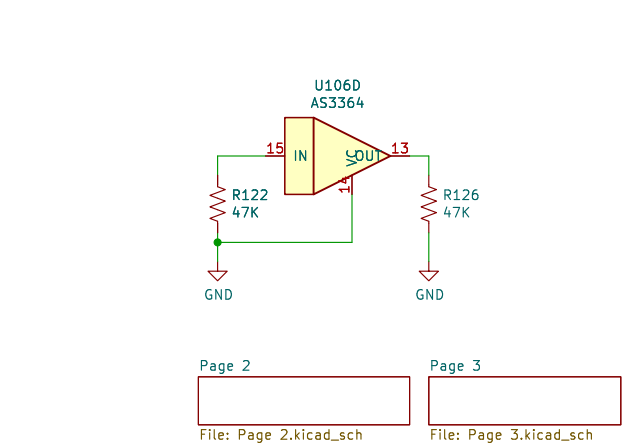 U106D
AS3364
15
IN
VC
OUT
13
14
R122
47K
R126
47K
GND
GND
Page 2
Page 3
File: Page 2.kicad_sch
File: Page 3.kicad_sch